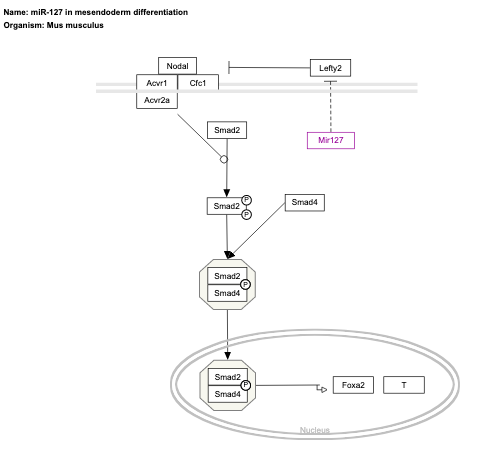 Name: miR-127 in mesendoderm differentiation
Organism: Mus musculus
Nodal
Lefty2
Acvr1
Cfc1
Acvr2a
Smad2
Mir127
Smad2
P
P
Smad4
Smad2
P
Smad4
Smad2
P
Smad4
Foxa2
T
Nucleus